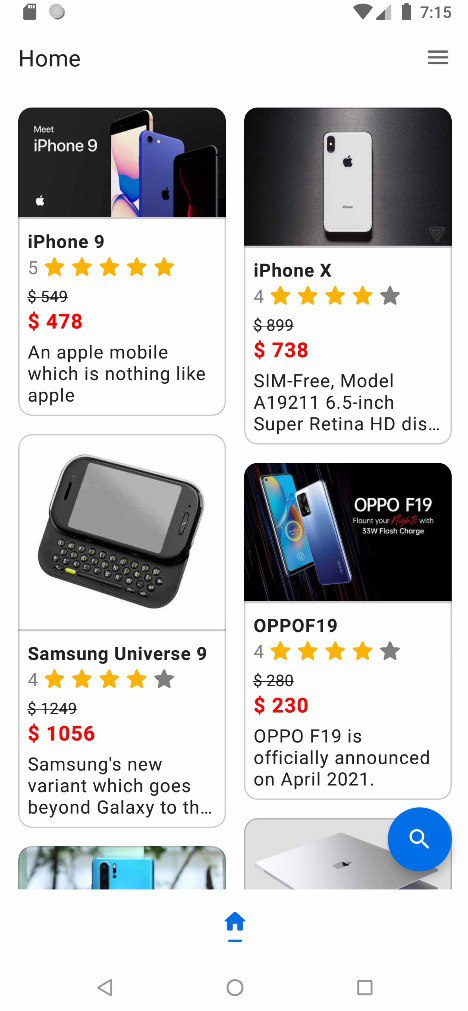 7:15
Home
Meet
iPhone 9
iPhone 9
5
$ 549
$ 478
An apple mobile
which is nothing like
apple
iPhone X
4
$ 899
$ 738
SIM-Free, Model
A19211 6.5-inch
Super Retina HD dis...
Samsung Universe 9
4
$ 1249
$ 1056
Samsung's new
variant which goes
beyond Galaxy to th...
OPPO F19
Flaunt your Nights with
33W Flash Charge
OPPOF19
4
$ 280
$ 230
OPPO F19 is
officially announced
on April 2021.